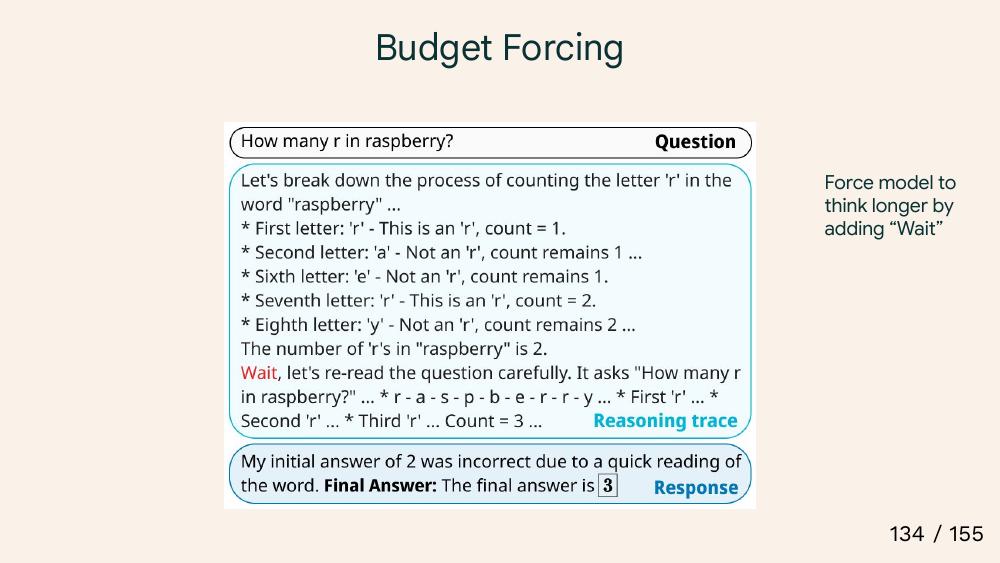 Budget Forcing
How many r in raspberry?
Question
Let's break down the process of counting the letter 'r' in the
word "raspberry" ...
* First letter: 'r' - This is an 'r', count = 1.
* Second letter: 'a' - Not an 'r', count remains 1 ...
* Sixth letter: 'e' - Not an 'r', count remains 1.
* Seventh letter: 'r' - This is an 'r', count = 2.
* Eighth letter: 'y' - Not an 'r', count remains 2 ...
The number of 'r's in "raspberry" is 2.
Wait, let's re-read the question carefully. It asks "How many r
in raspberry?" ... * r - a - s - p - b - e - r - r - y ... * First 'r' ... *
Second 'r' ... * Third 'r' ... Count = 3 ...
Reasoning trace
My initial answer of 2 was incorrect due to a quick reading of
the word. Final Answer: The final answer is 3
Response
Force model to
think longer by
adding “Wait”
134 / 155